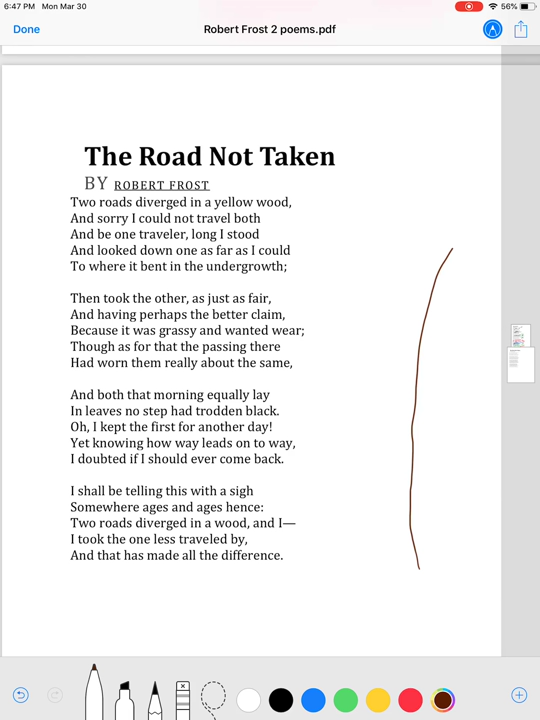 6:47 PM Mon Mar 30
56%
Done
Robert Frost 2 poems.pdf
The Road Not Taken
BY ROBERT FROST
Two roads diverged in a yellow wood,
And sorry I could not travel both
And be one traveler, long I stood
And looked down one as far as I could
To where it bent in the undergrowth;
Then took the other, as just as fair,
And having perhaps the better claim,
Because it was grassy and wanted wear;
Though as for that the passing there
Had worn them really about the same,
And both that morning equally lay
In leaves no step had trodden black.
Oh, I kept the first for another day!
Yet knowing how way leads on to way,
I doubted if I should ever come back.
I shall be telling this with a sigh
Somewhere ages and ages hence:
Two roads diverged in a wood, and I—
I took the one less traveled by,
And that has made all the difference.